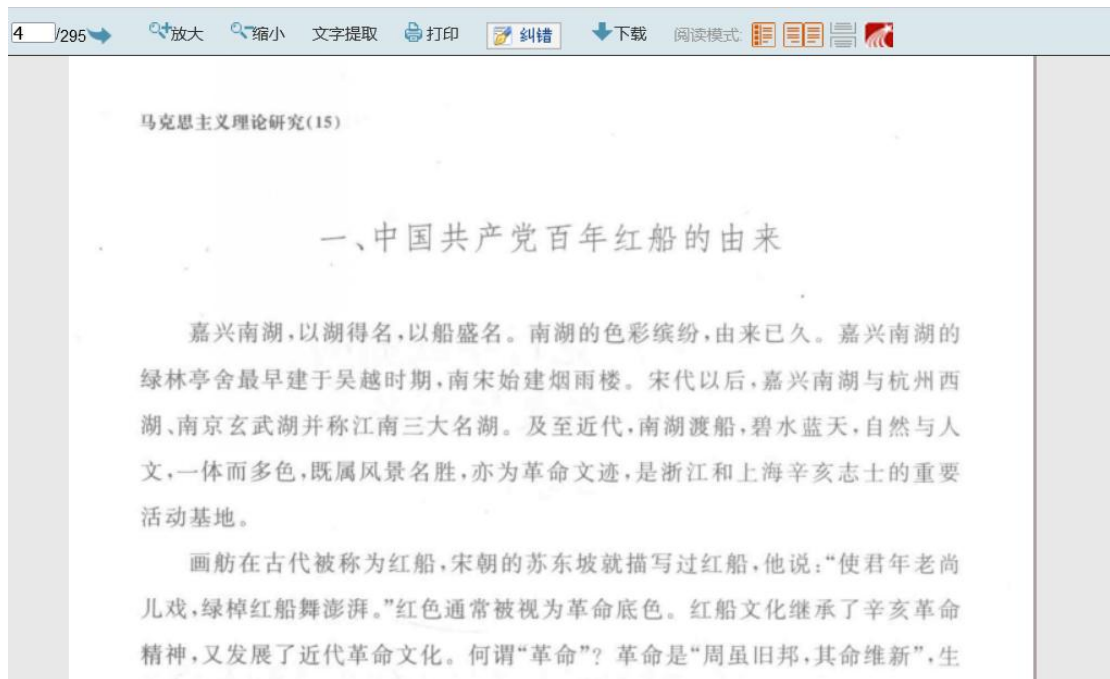 4 /295 放大 缩小 文字提取 打印 纠错 下载 阅读模式:
马克思主义理论研究(15)
一、中国共产党百年红船的由来
嘉兴南湖,以湖得名,以船盛名。南湖的色彩缤纷,由来已久。嘉兴南湖的
绿林亭舍最早建于吴越时期,南宋始建烟雨楼。宋代以后,嘉兴南湖与杭州西
湖、南京玄武湖并称江南三大名湖。及至近代,南湖渡船,碧水蓝天,自然与人
文,一体而多色,既属风景名胜,亦为革命文迹,是浙江和上海辛亥志士的重要
活动基地。
画舫在古代被称为红船,宋朝的苏东坡就描写过红船,他说:“使君年老尚
儿戏,绿棹红船舞澎湃。”红色通常被视为革命底色。红船文化继承了辛亥革命
精神,又发展了近代革命文化。何谓“革命”?革命是“周虽旧邦,其命维新”,生